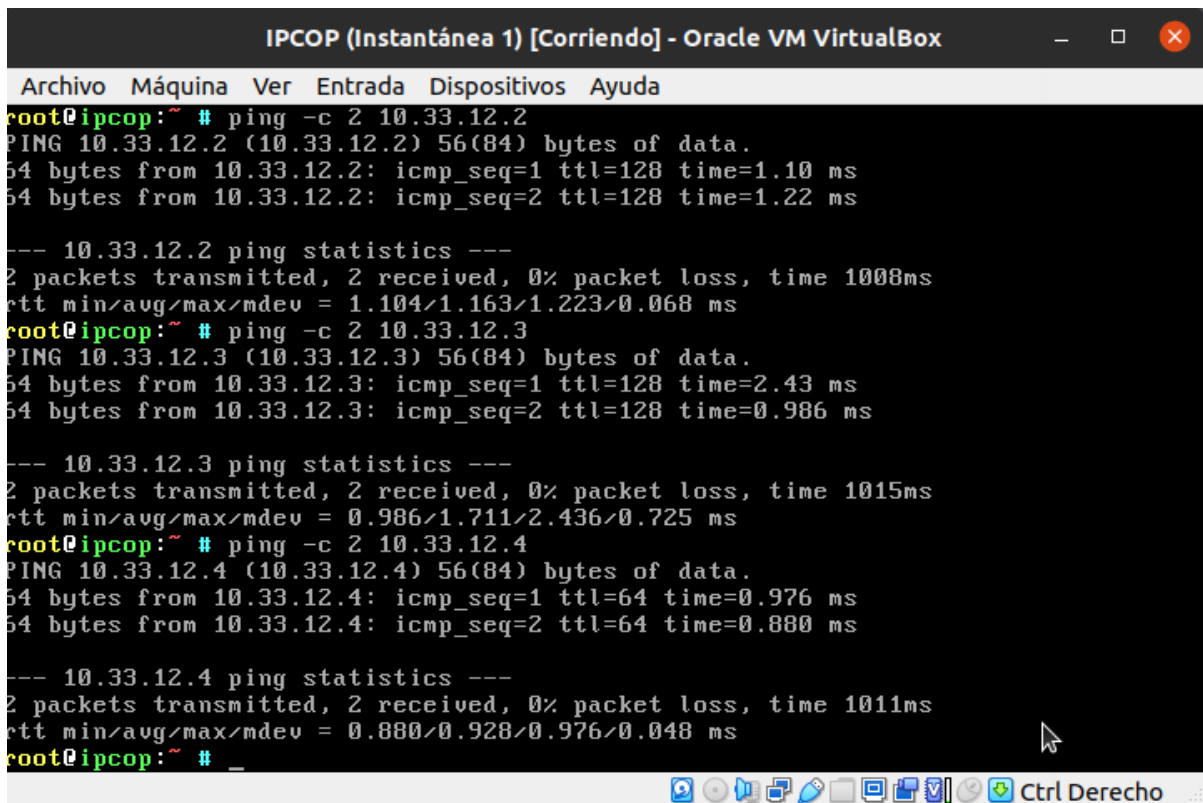 IPCOP (Instantánea 1) [Corriendo] - Oracle VM VirtualBox
Archivo Máquina Ver Entrada Dispositivos Ayuda
root@ipcop:~ # ping -c 2 10.33.12.2
PING 10.33.12.2 (10.33.12.2) 56(84) bytes of data.
64 bytes from 10.33.12.2: icmp_seq=1 ttl=128 time=1.10 ms
64 bytes from 10.33.12.2: icmp_seq=2 ttl=128 time=1.22 ms
--- 10.33.12.2 ping statistics ---
2 packets transmitted, 2 received, 0% packet loss, time 1008ms
rtt min/avg/max/mdev = 1.104/1.163/1.223/0.068 ms
root@ipcop:~ # ping -c 2 10.33.12.3
PING 10.33.12.3 (10.33.12.3) 56(84) bytes of data.
64 bytes from 10.33.12.3: icmp_seq=1 ttl=128 time=2.43 ms
64 bytes from 10.33.12.3: icmp_seq=2 ttl=128 time=0.986 ms
--- 10.33.12.3 ping statistics ---
2 packets transmitted, 2 received, 0% packet loss, time 1015ms
rtt min/avg/max/mdev = 0.986/1.711/2.436/0.725 ms
root@ipcop:~ # ping -c 2 10.33.12.4
PING 10.33.12.4 (10.33.12.4) 56(84) bytes of data.
64 bytes from 10.33.12.4: icmp_seq=1 ttl=64 time=0.976 ms
64 bytes from 10.33.12.4: icmp_seq=2 ttl=64 time=0.880 ms
--- 10.33.12.4 ping statistics ---
2 packets transmitted, 2 received, 0% packet loss, time 1011ms
rtt min/avg/max/mdev = 0.880/0.928/0.976/0.048 ms
root@ipcop:~ # _
Ctrl Derecho